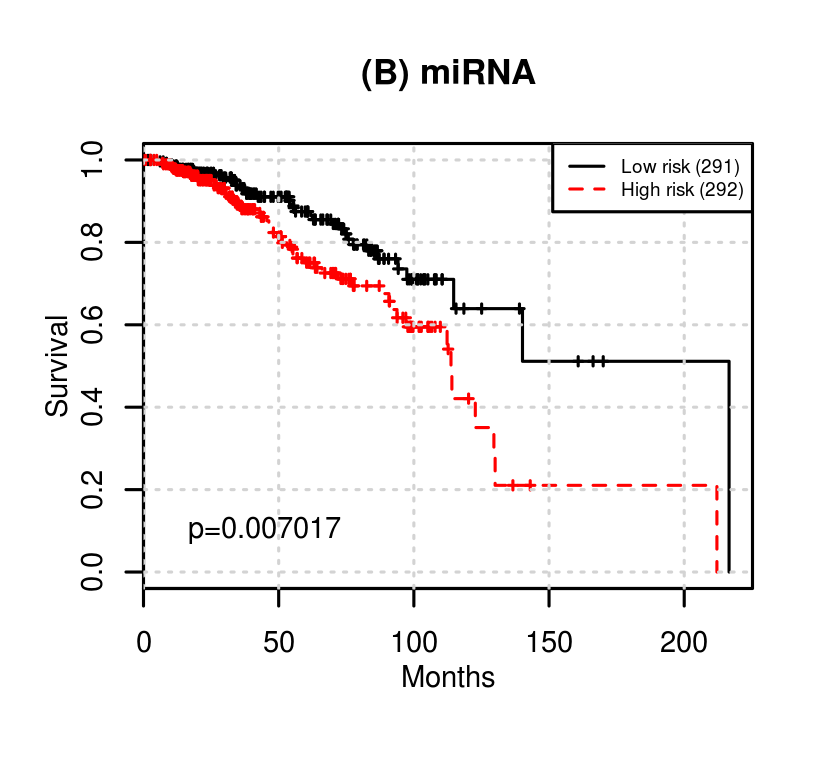 (B) miRNA
Low risk (291)
High risk (292)
Survival
1.0
0.8
0.6
0.4
0.2
0.0
p=0.007017
0 50 100 150 200
Months